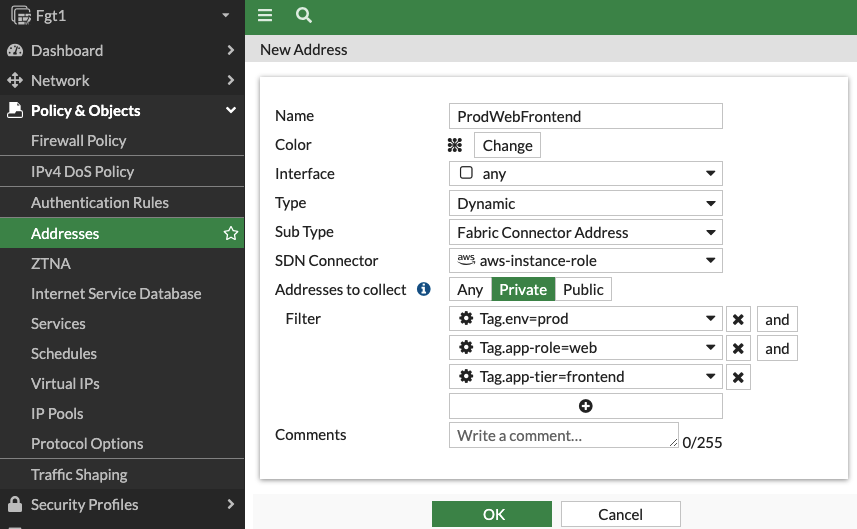 Fgt1
Dashboard
Network
Policy & Objects
Firewall Policy
IPv4 DoS Policy
Authentication Rules
Addresses
ZTNA
Internet Service Database
Services
Schedules
Virtual IPs
IP Pools
Protocol Options
Traffic Shaping
Security Profiles
New Address
Name ProdWebFrontend
Color Change
Interface any
Type Dynamic
Sub Type Fabric Connector Address
SDN Connector aws aws-instance-role
Addresses to collect Any Private Public
Filter Tag.env=prod and
Tag.app-role=web and
Tag.app-tier=frontend
Comments Write a comment... 0/255
OK Cancel